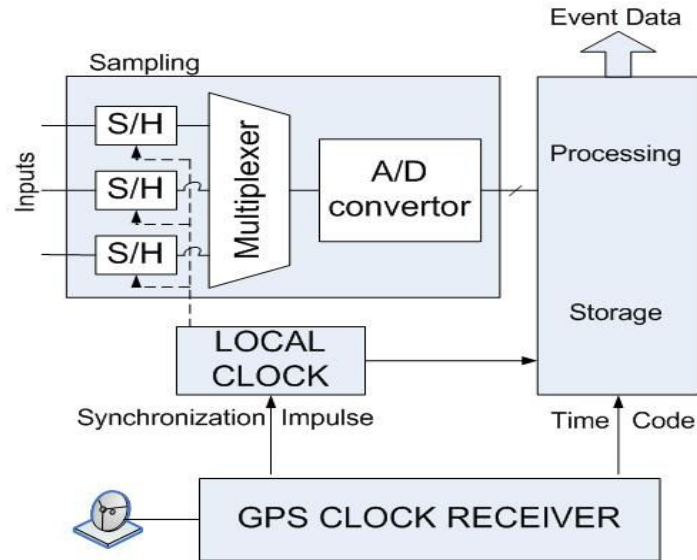 Event Data
Sampling
S/H
S/H
S/H
Inputs
Multiplexer
A/D
convertor
Processing
Storage
LOCAL
CLOCK
Synchronization Impulse
Time Code
GPS CLOCK RECEIVER